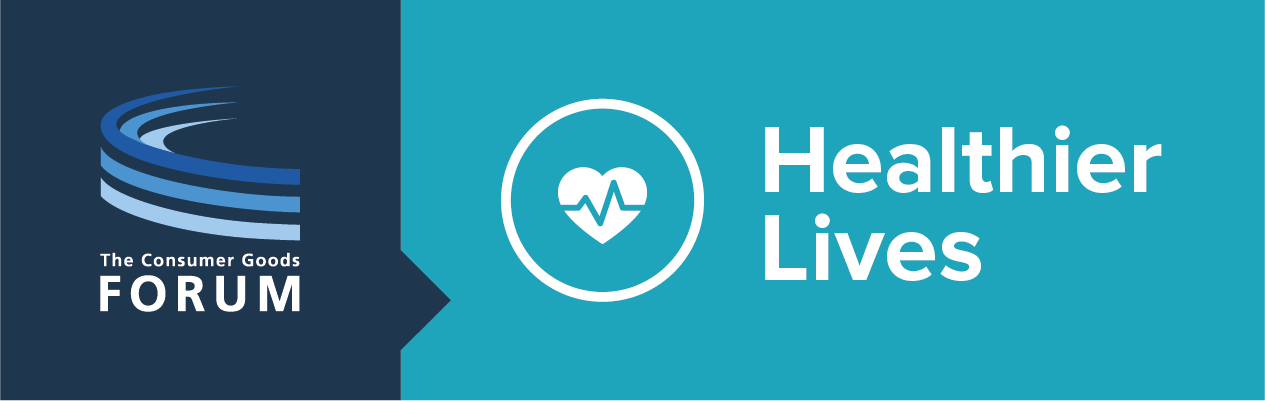 The Consumer Goods
FORUM
Healthier
Lives